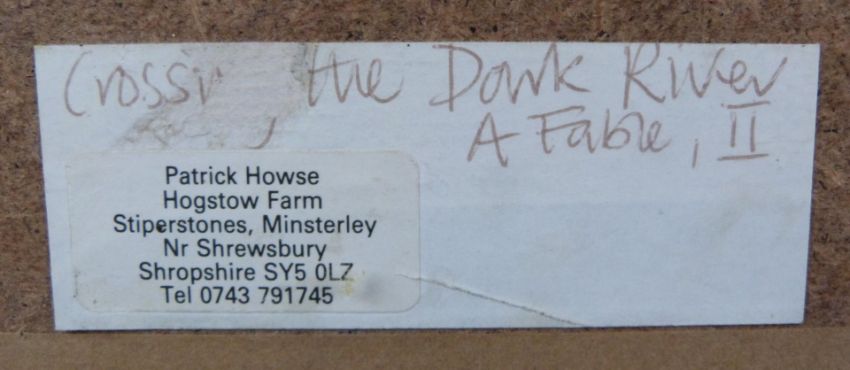 Crossing the Dark River
A Fable, II
Patrick Howse
Hogstow Farm
Stiperstones, Minsterley
Nr Shrewsbury
Shropshire SY5 0LZ
Tel 0743 791745